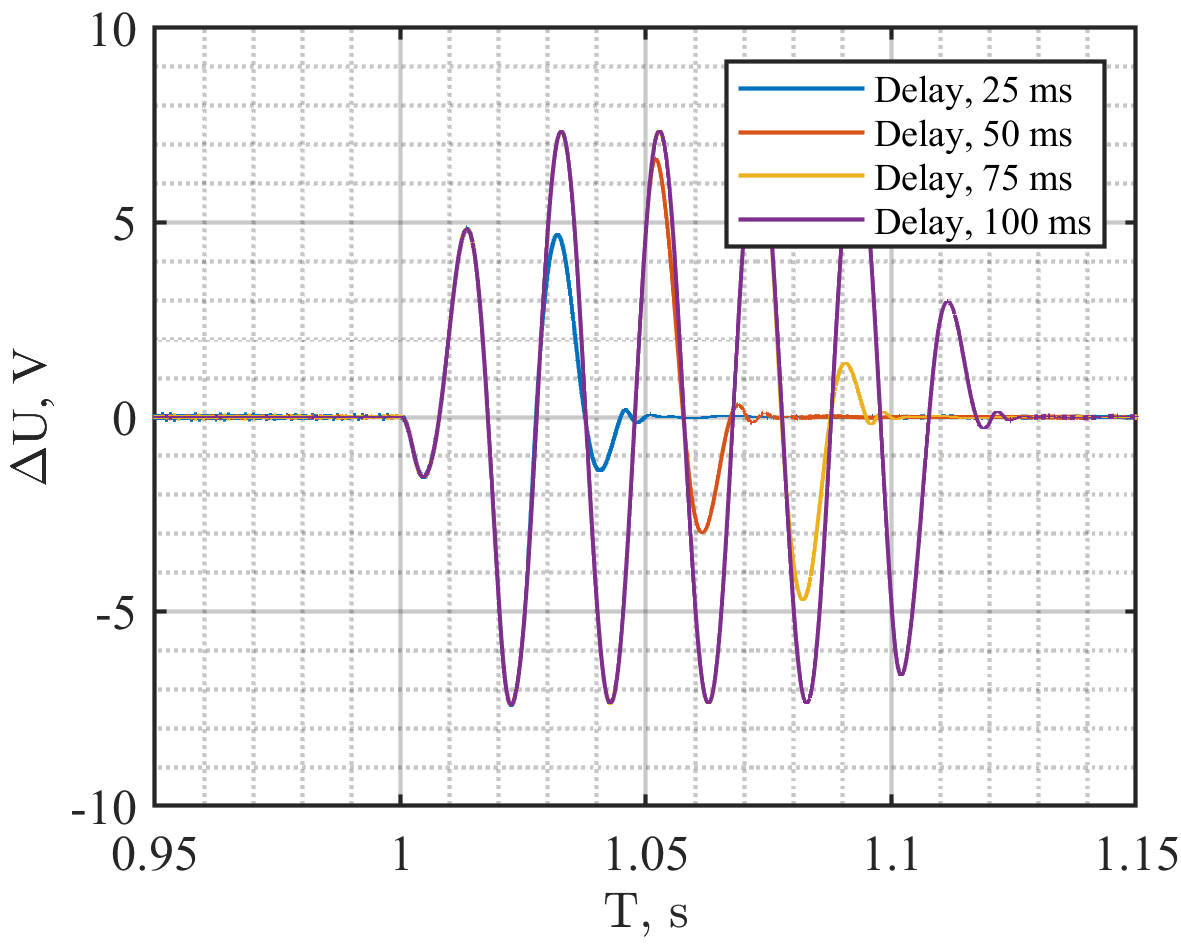 10
5
0
-5
-10
ΔU, V
Delay, 25 ms
Delay, 50 ms
Delay, 75 ms
Delay, 100 ms
0.95 1 1.05 1.1 1.15
T, s